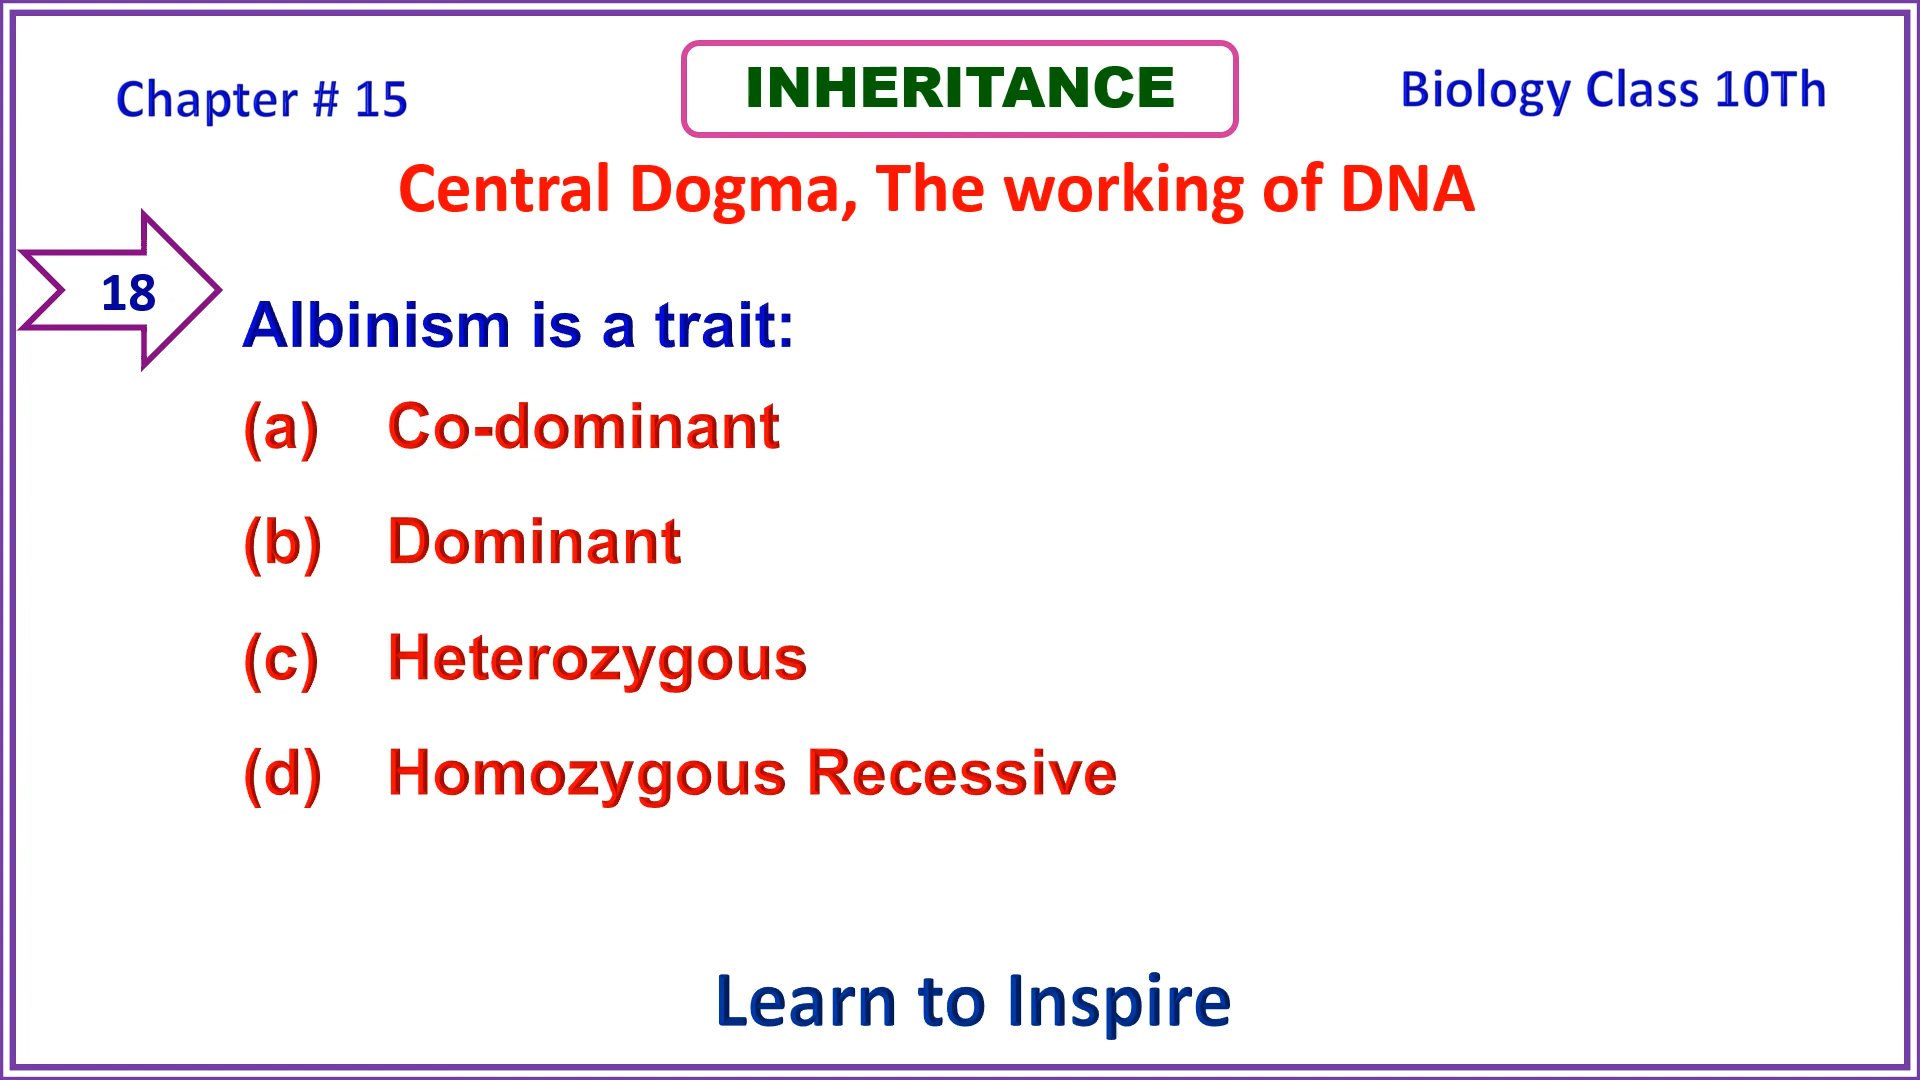 Chapter # 15
INHERITANCE
Biology Class 10Th
Central Dogma, The working of DNA
18
Albinism is a trait:
(a) Co-dominant
(b) Dominant
(c) Heterozygous
(d) Homozygous Recessive
Learn to Inspire